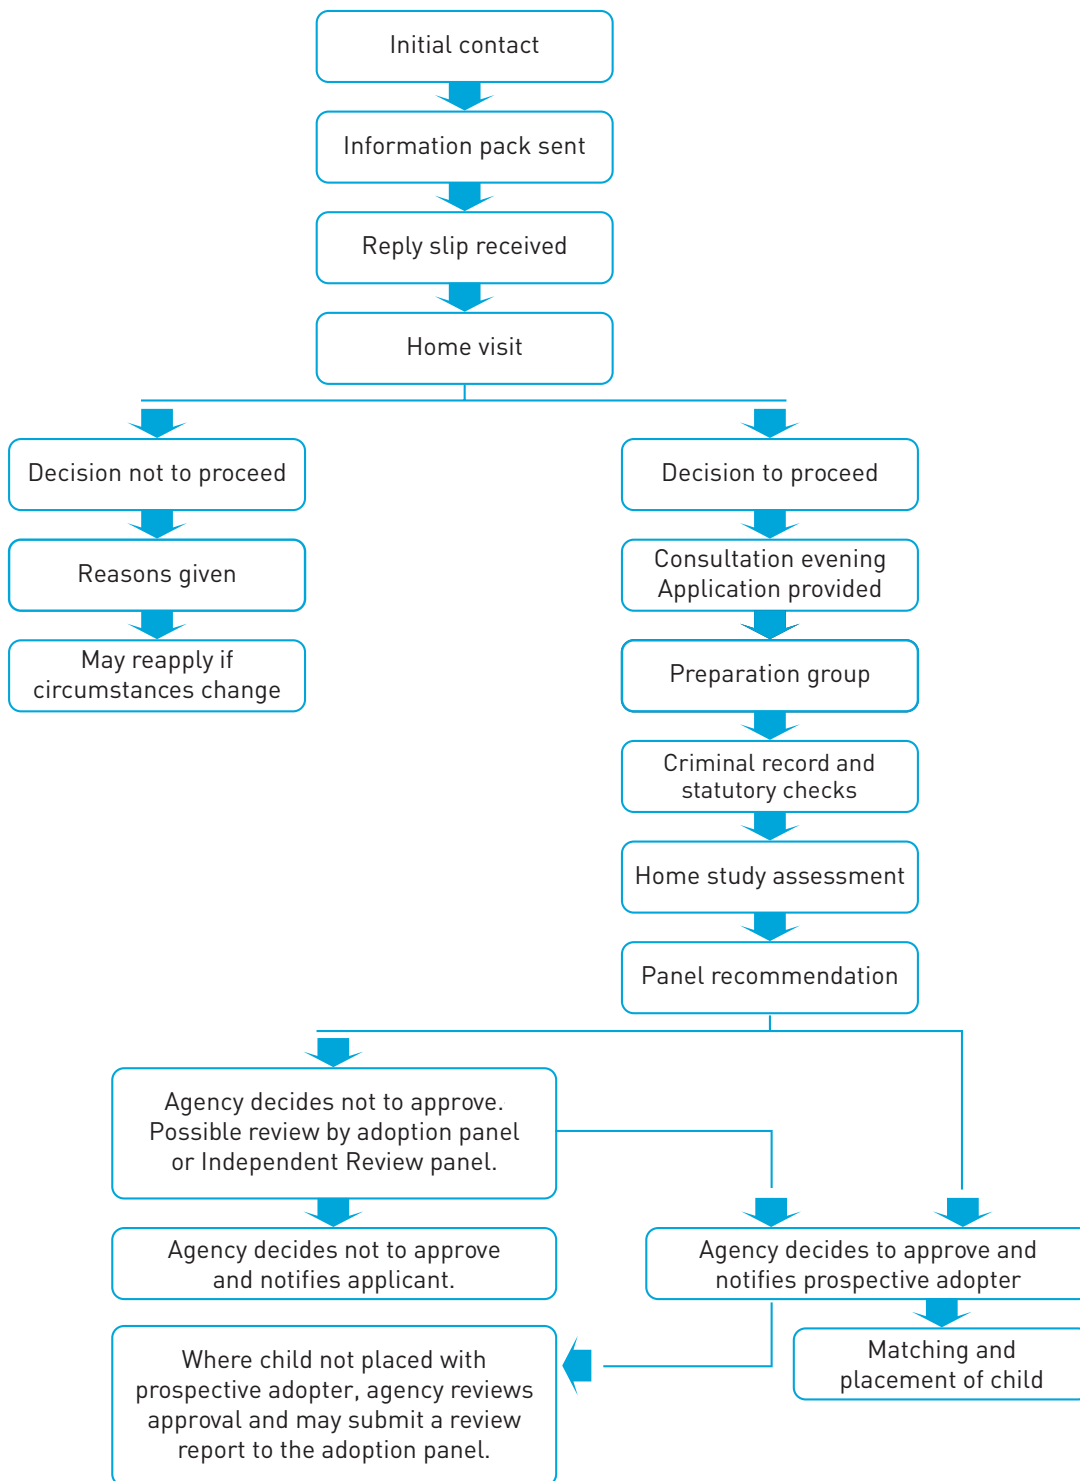 Initial contact
Information pack sent
Reply slip received
Home visit
Decision not to proceed
Reasons given
May reapply if
circumstances change
Decision to proceed
Consultation evening
Application provided
Preparation group
Criminal record and
statutory checks
Home study assessment
Panel recommendation
Agency decides not to approve.
Possible review by adoption panel
or Independent Review panel.
Agency decides not to approve
and notifies applicant.
Agency decides to approve and
notifies prospective adopter
Matching and
placement of child
Where child not placed with
prospective adopter, agency reviews
approval and may submit a review
report to the adoption panel.